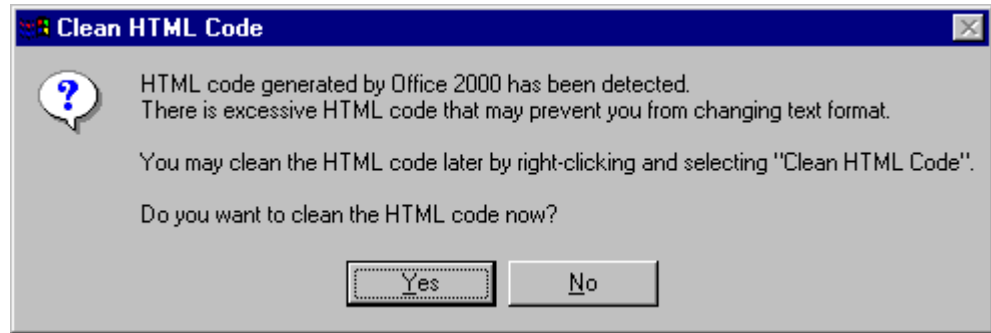 Clean HTML Code
HTML code generated by Office 2000 has been detected.
There is excessive HTML code that may prevent you from changing text format.
You may clean the HTML code later by right-clicking and selecting "Clean HTML Code".
Do you want to clean the HTML code now?
Yes
No